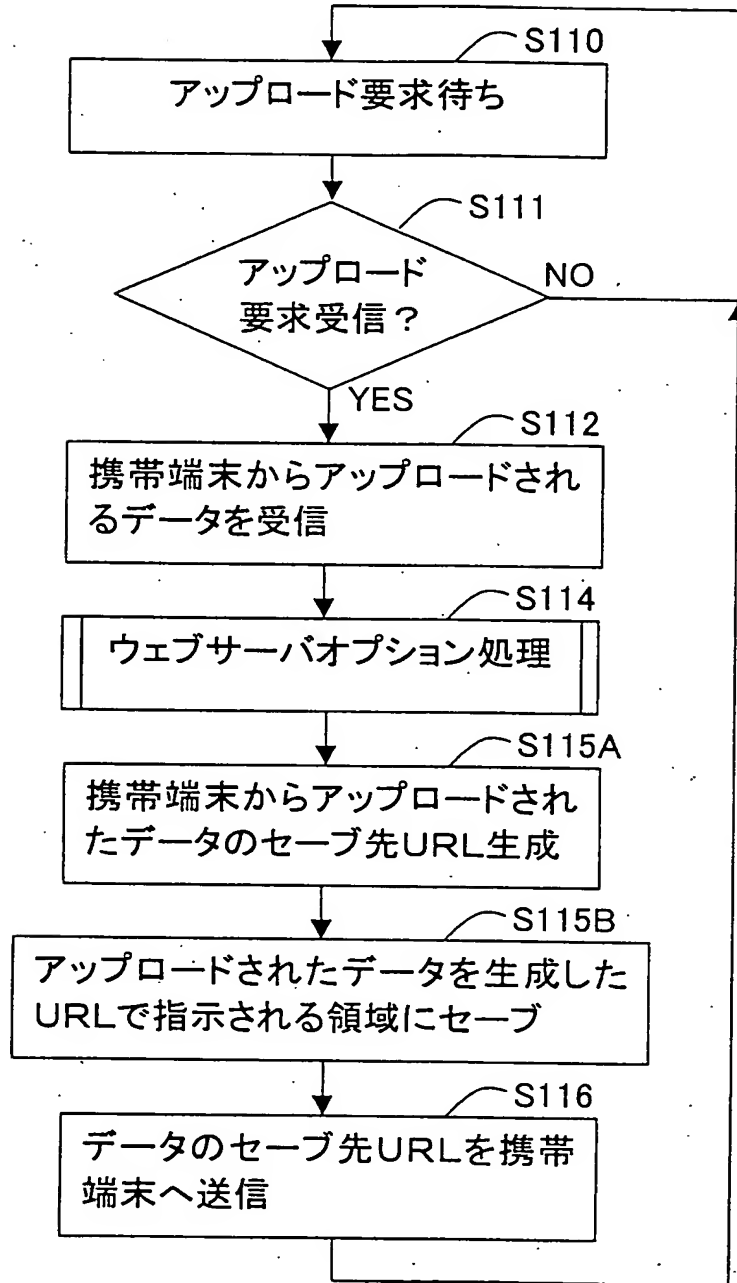 S110
アップロード要求待ち
S111
アップロード
要求受信？
NO
YES
S112
携帯端末からアップロードされ
るデータを受信
S114
ウェブサーバオプション処理
S115A
携帯端末からアップロードされ
たデータのセーブ先URL生成
S115B
アップロードされたデータを生成した
URLで指示される領域にセーブ
S116
データのセーブ先URLを携帯
端末へ送信